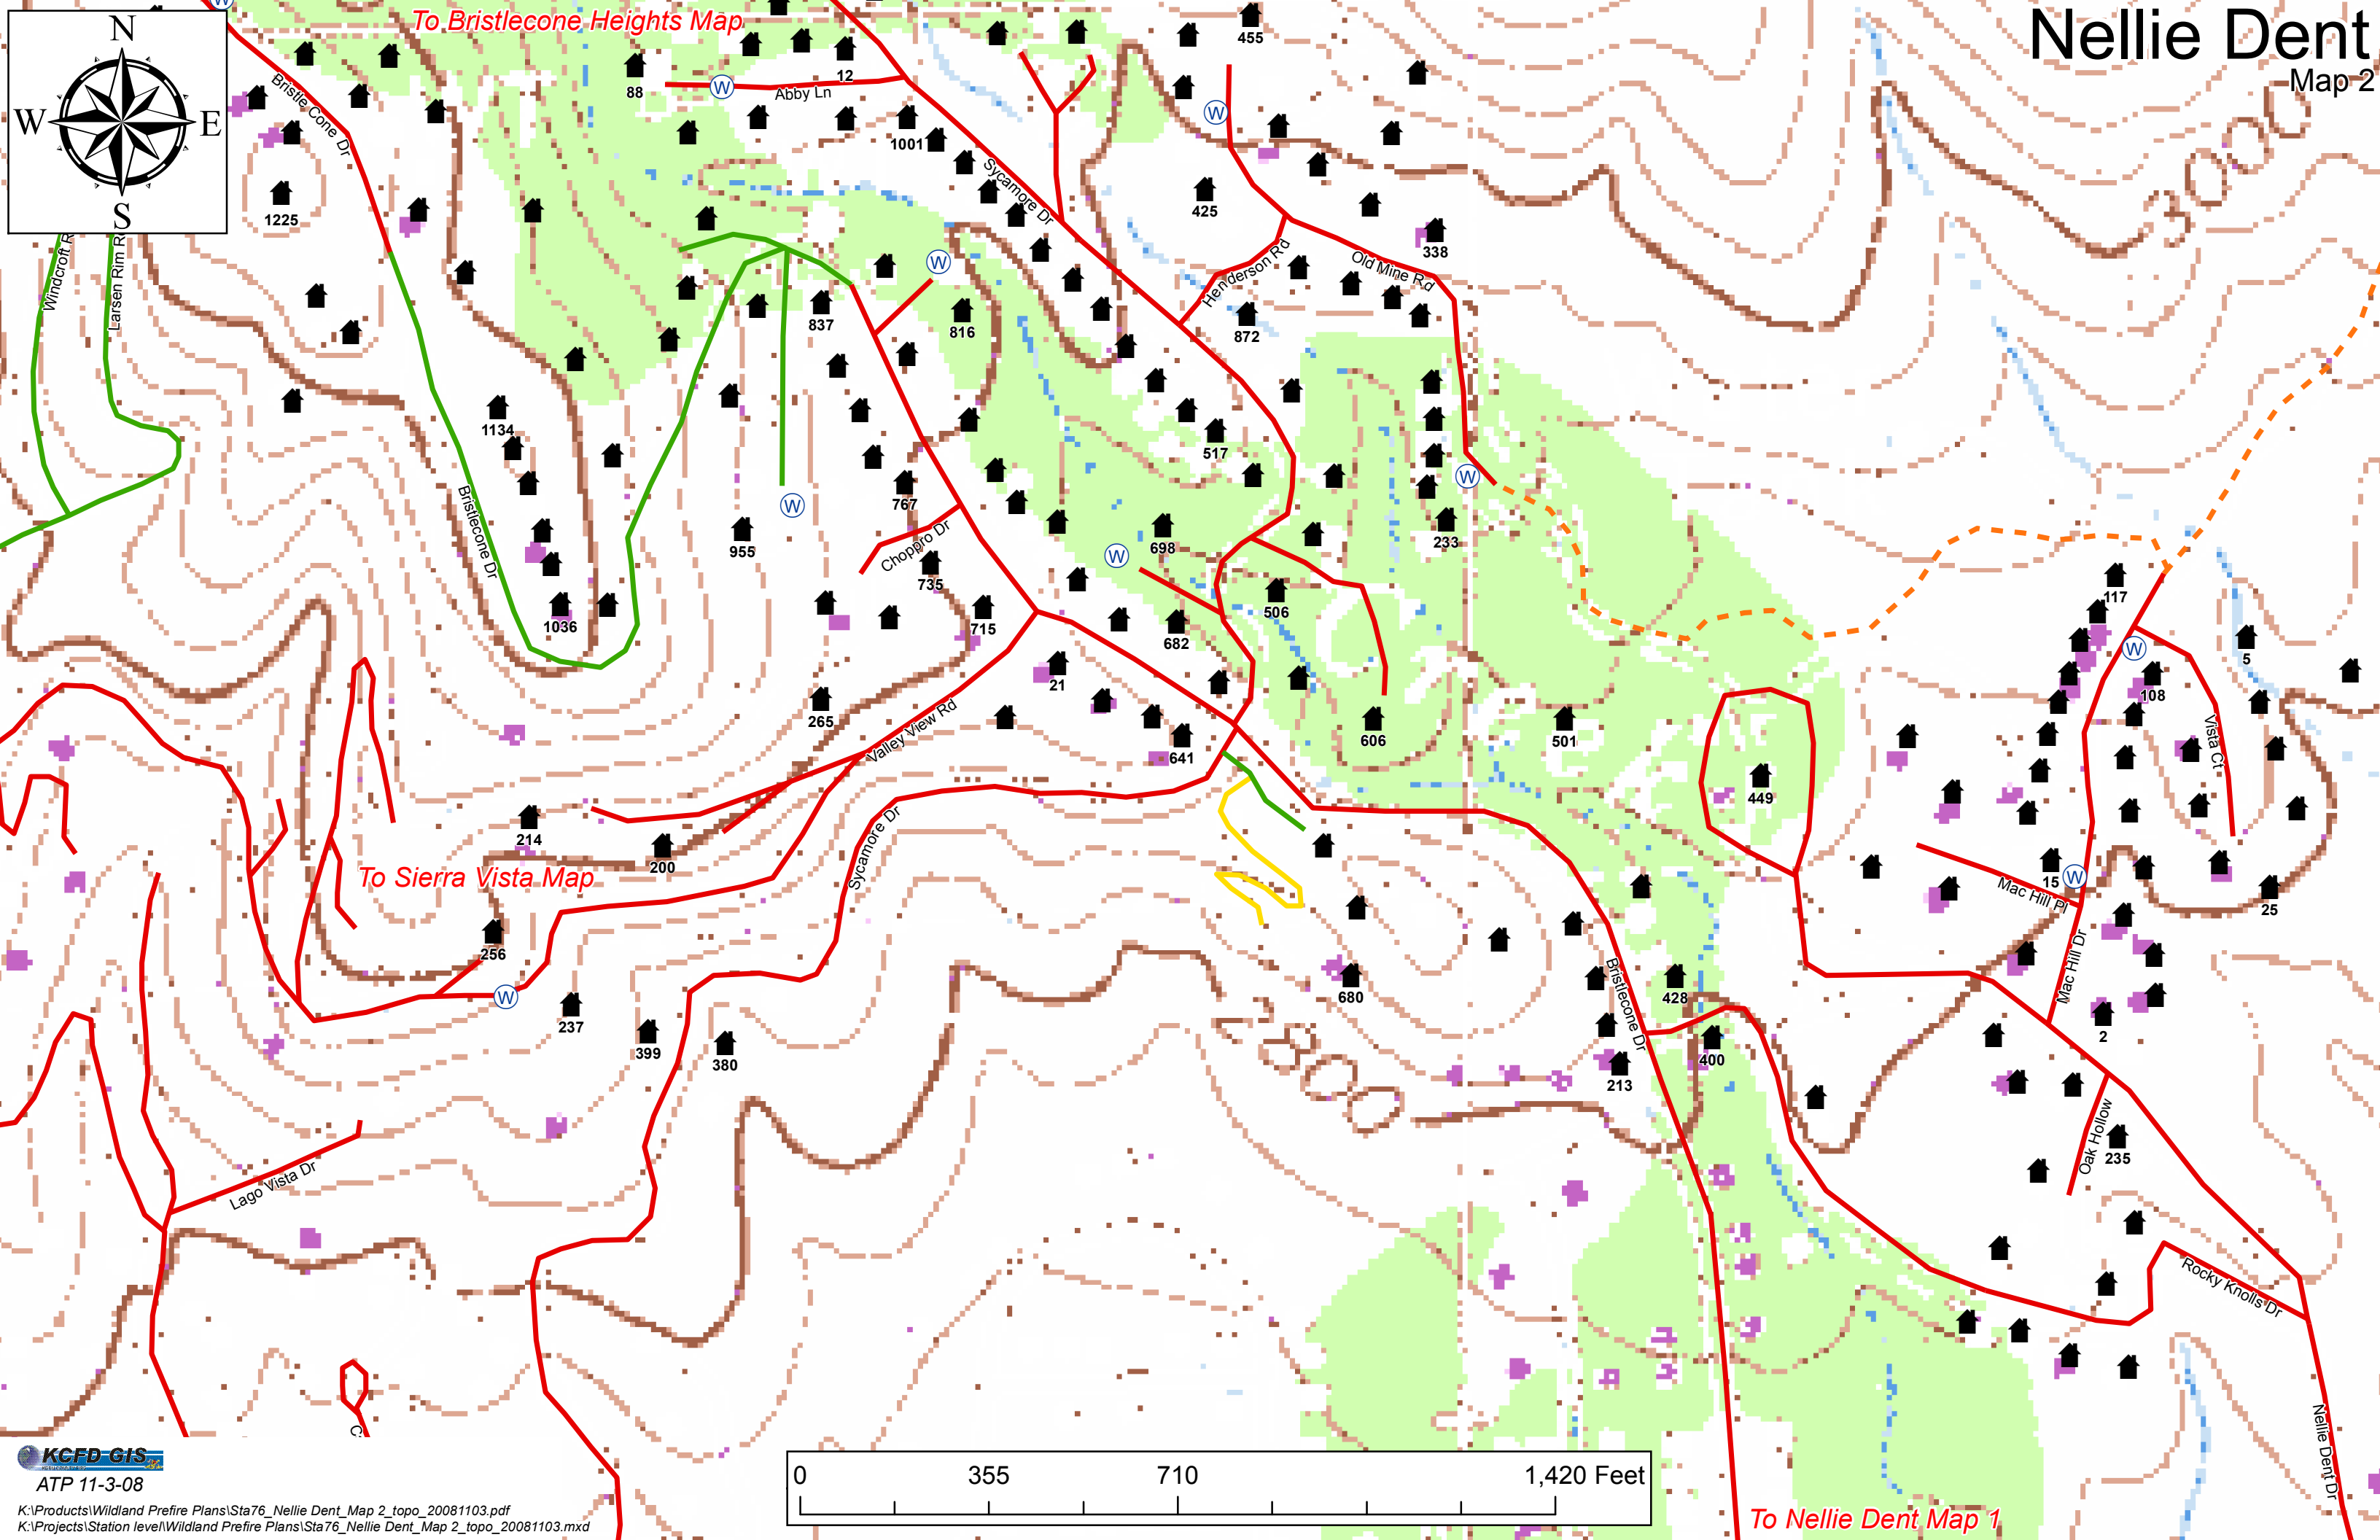 To Bristlecone Heights Map
Nellie Dent
Map 2
N
W
E
S
455
12
88
W
Abby Ln
W
Bristle Cone Dr
1001
Sycamore Dr
3000
1225
425
338
Windcroft R
Larsen Rim R
W
Henderson Rd
Old Mine Rd
837
816
872
1134
517
W
767
W
Bristlecone Dr
955
Choppro Dr
698
233
W
735
117
506
1036
715
682
W
5
21
108
265
Valley View Rd
641
606
501
Vista Ct
449
214
200
Sycamore Dr
To Sierra Vista Map
15
W
Mac Hill Pl
25
256
W
680
428
Bristlecone Dr
Mac Hill Dr
237
399
380
2800
213
400
2
Oak Hollow
235
Lago Vista Dr
Rocky Knolls Dr
Nellie Dent Dr
KCFD GIS
ATP 11-3-08
0 355 710 1,420 Feet
K:\Products\Wildland Prefire Plans\Sta76_Nellie Dent_Map 2_topo_20081103.pdf
K:\Projects\Station level\Wildland Prefire Plans\Sta76_Nellie Dent_Map 2_topo_20081103.mxd
To Nellie Dent Map 1